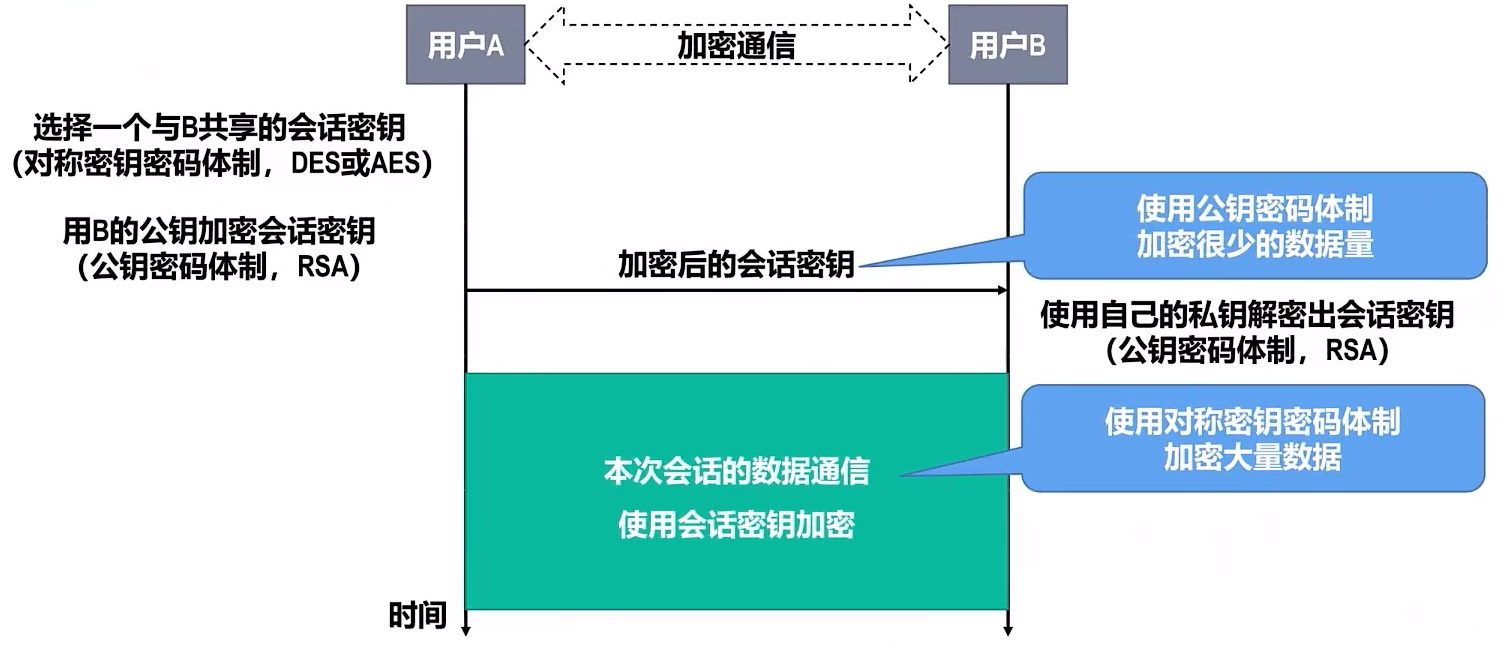 用户A
加密通信
用户B
选择一个与B共享的会话密钥
（对称密钥密码体制，DES或AES）
用B的公钥加密会话密钥
（公钥密码体制，RSA）
加密后的会话密钥
使用公钥密码体制
加密很少的数据量
使用自己的私钥解密出会话密钥
（公钥密码体制，RSA）
本次会话的数据通信
使用会话密钥加密
使用对称密钥密码体制
加密大量数据
时间